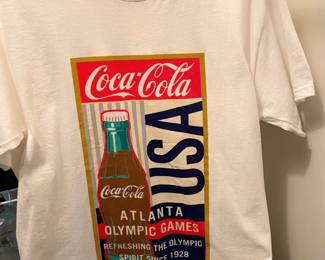 Coca-Cola
USA
Coca-Cola
ATLANTA
OLYMPIC GAMES
REFRESHING THE OLYMPIC
SPIRIT SINCE 1928